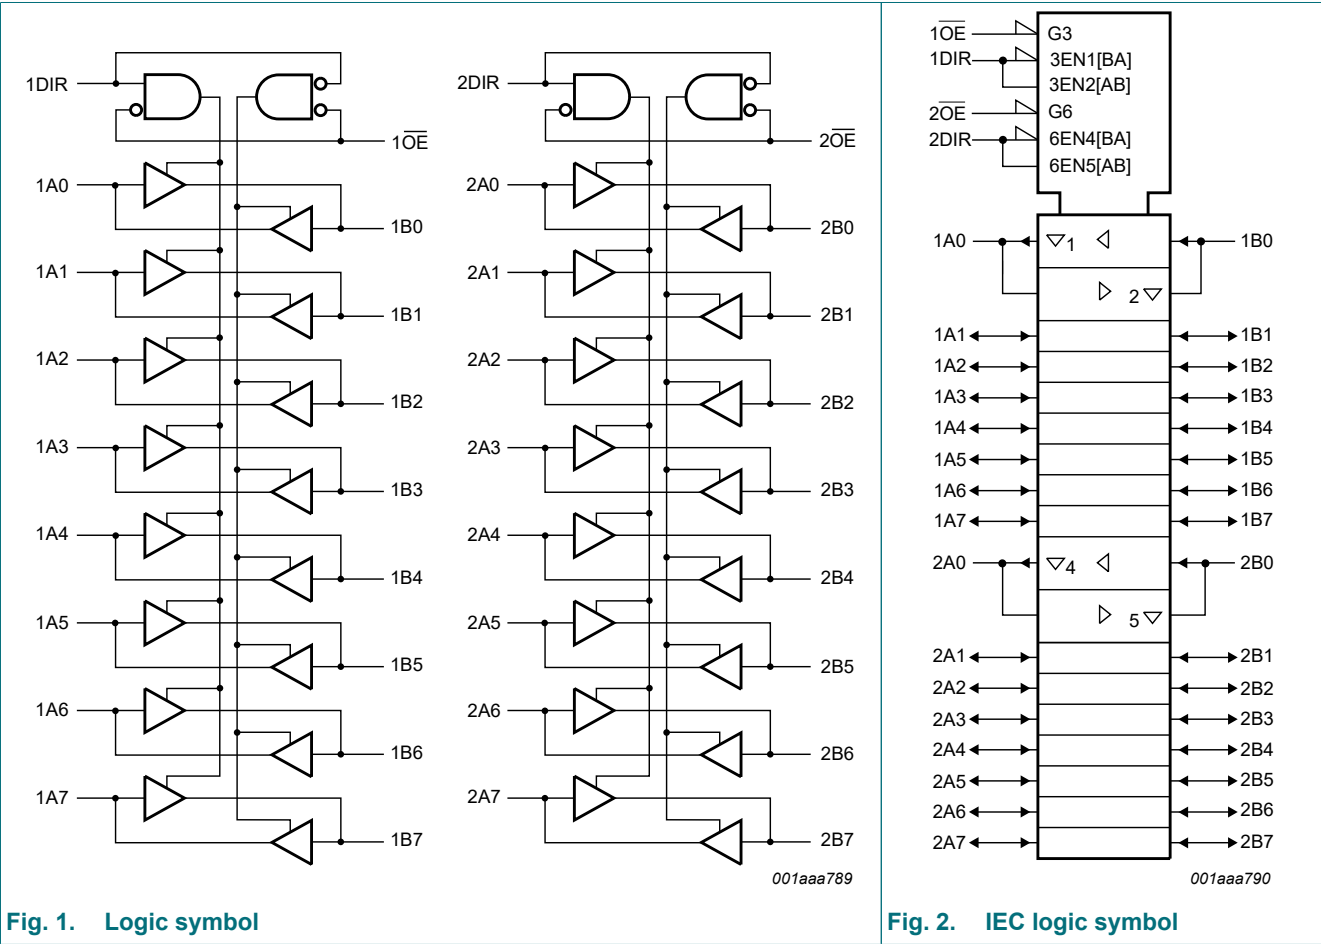 1DIR
1OE
1A0
1B0
1A1
1B1
1A2
1B2
1A3
1B3
1A4
1B4
1A5
1B5
1A6
1B6
1A7
1B7
2DIR
2OE
2A0
2B0
2A1
2B1
2A2
2B2
2A3
2B3
2A4
2B4
2A5
2B5
2A6
2B6
2A7
2B7
001aaa789
Fig. 1. Logic symbol
1OE G3
1DIR 3EN1[BA]
3EN2[AB]
2OE G6
2DIR 6EN4[BA]
6EN5[AB]
1A0 1 1B0
2
1A1 1B1
1A2 1B2
1A3 1B3
1A4 1B4
1A5 1B5
1A6 1B6
1A7 1B7
2A0 4 2B0
5
2A1 2B1
2A2 2B2
2A3 2B3
2A4 2B4
2A5 2B5
2A6 2B6
2A7 2B7
001aaa790
Fig. 2. IEC logic symbol